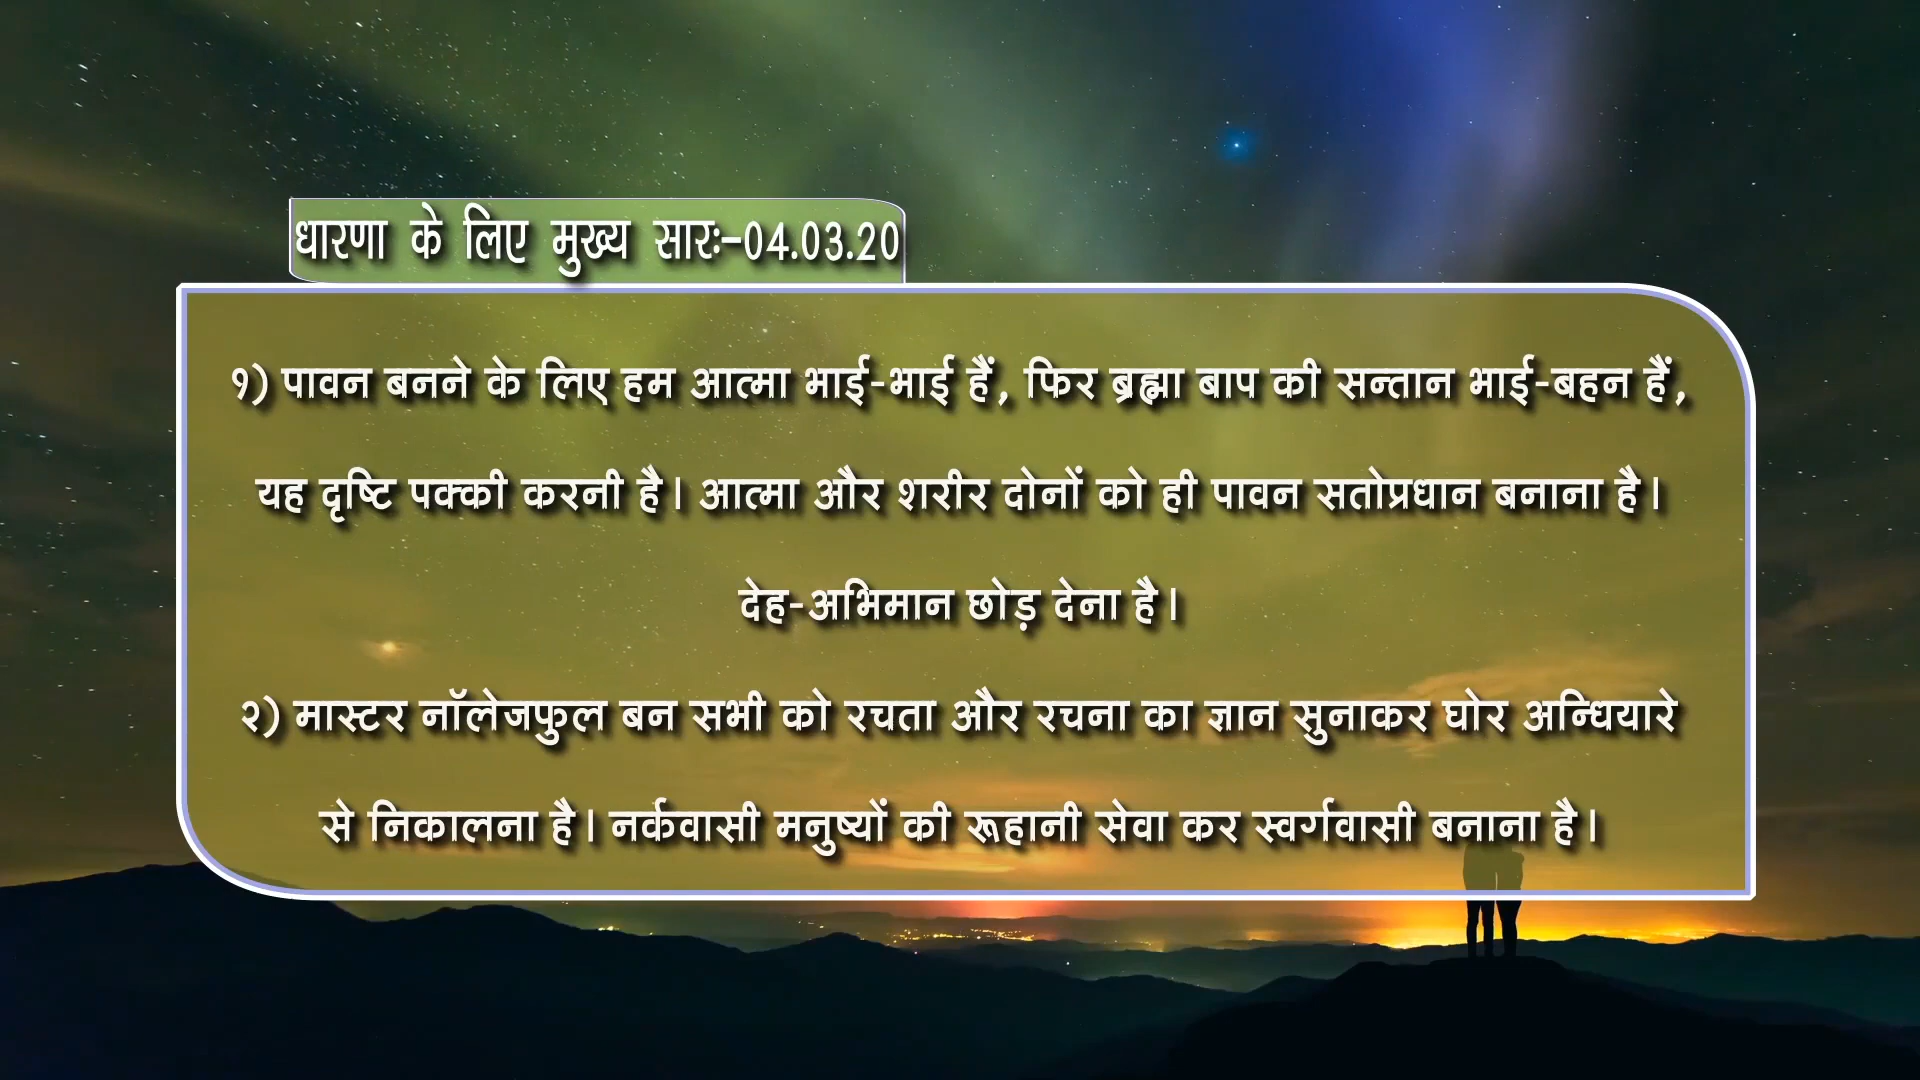 धारणा के लिए मुख्य सारः-04.03.20
१) पावन बनने के लिए हम आत्मा भाई-भाई हैं, फिर ब्रह्मा बाप की सन्तान भाई-बहन हैं,
यह दृष्टि पक्की करनी है। आत्मा और शरीर दोनों को ही पावन सतोप्रधान बनाना है।
देह-अभिमान छोड़ देना है।
२) मास्टर नॉलेजफुल बन सभी को रचता और रचना का ज्ञान सुनाकर घोर अन्धियारे
से निकालना है। नर्कवासी मनुष्यों की रूहानी सेवा कर स्वर्गवासी बनाना है।